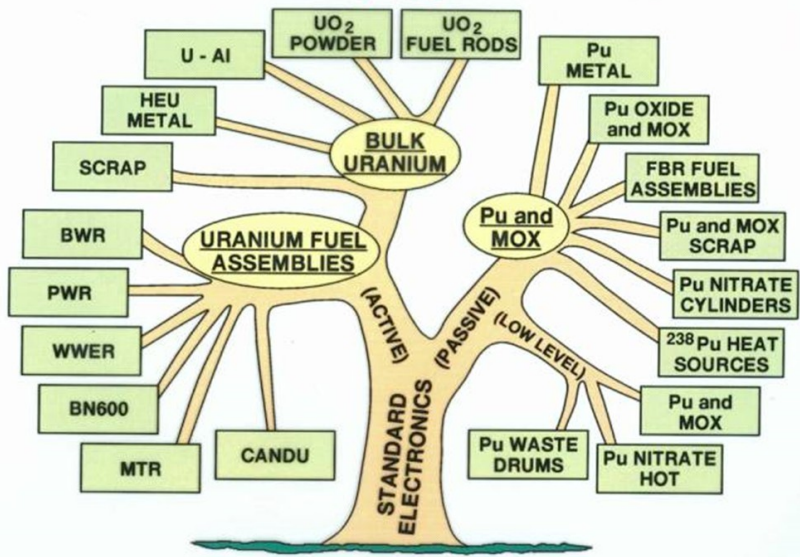 UO2
POWDER
UO2
FUEL RODS
U - Al
HEU
METAL
SCRAP
BULK
URANIUM
Pu
METAL
Pu OXIDE
and MOX
FBR FUEL
ASSEMBLIES
Pu and MOX
SCRAP
Pu NITRATE
CYLINDERS
238Pu HEAT
SOURCES
Pu and
MOX
BWR
PWR
WWER
BN600
MTR
CANDU
URANIUM FUEL
ASSEMBLIES
(ACTIVE)
(PASSIVE)
(LOW LEVEL)
Pu and
MOX
Pu WASTE
DRUMS
Pu NITRATE
HOT
STANDARD
ELECTRONICS